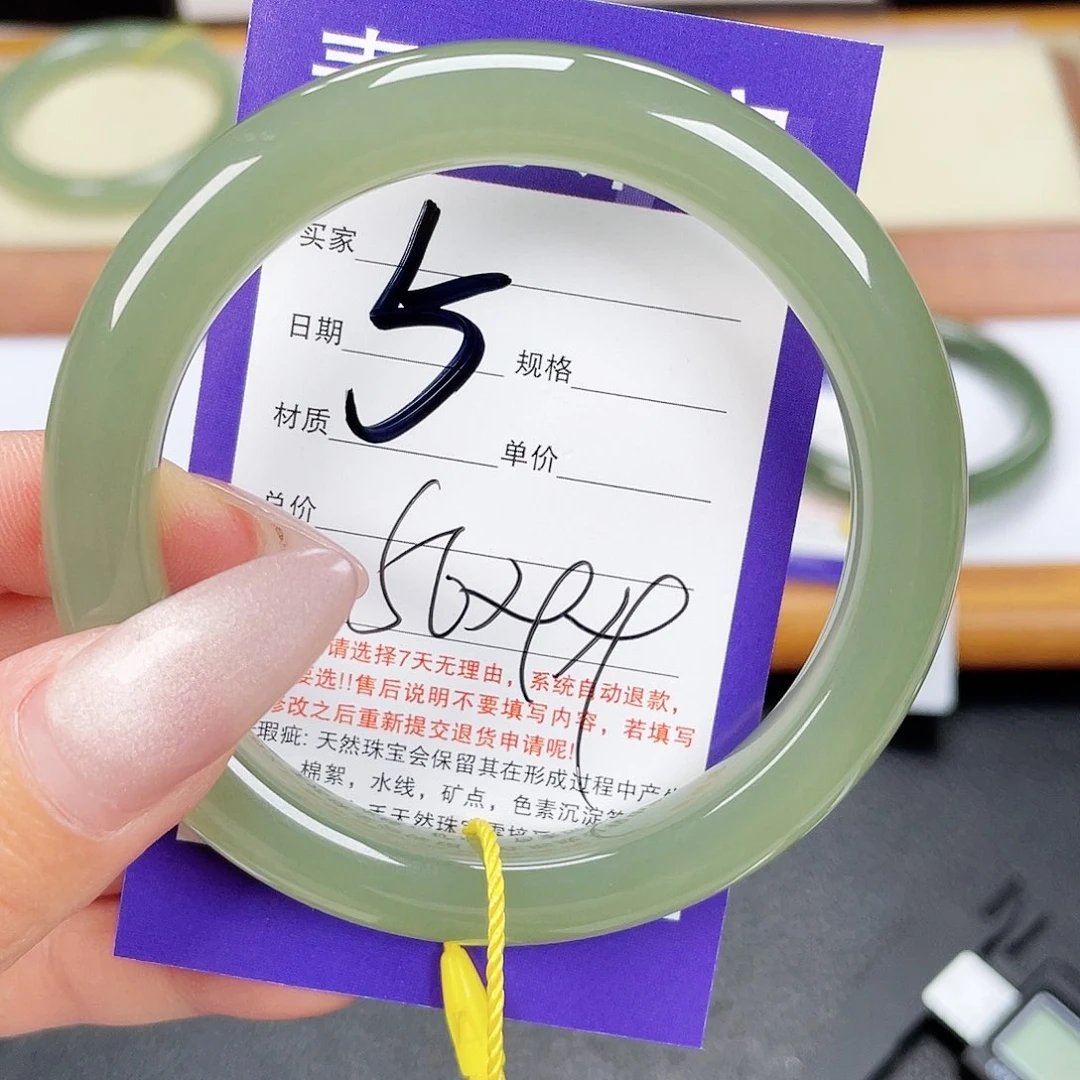 买家
5
日期 规格
材质 单价
总价
请选择7天无理由，系统自动退款，
要选!!售后说明不要填写内容，若填写
修改之后重新提交退货申请呢!
瑕疵: 天然珠宝会保留其在形成过程中产生
棉絮，水线，矿点，色素沉淀等